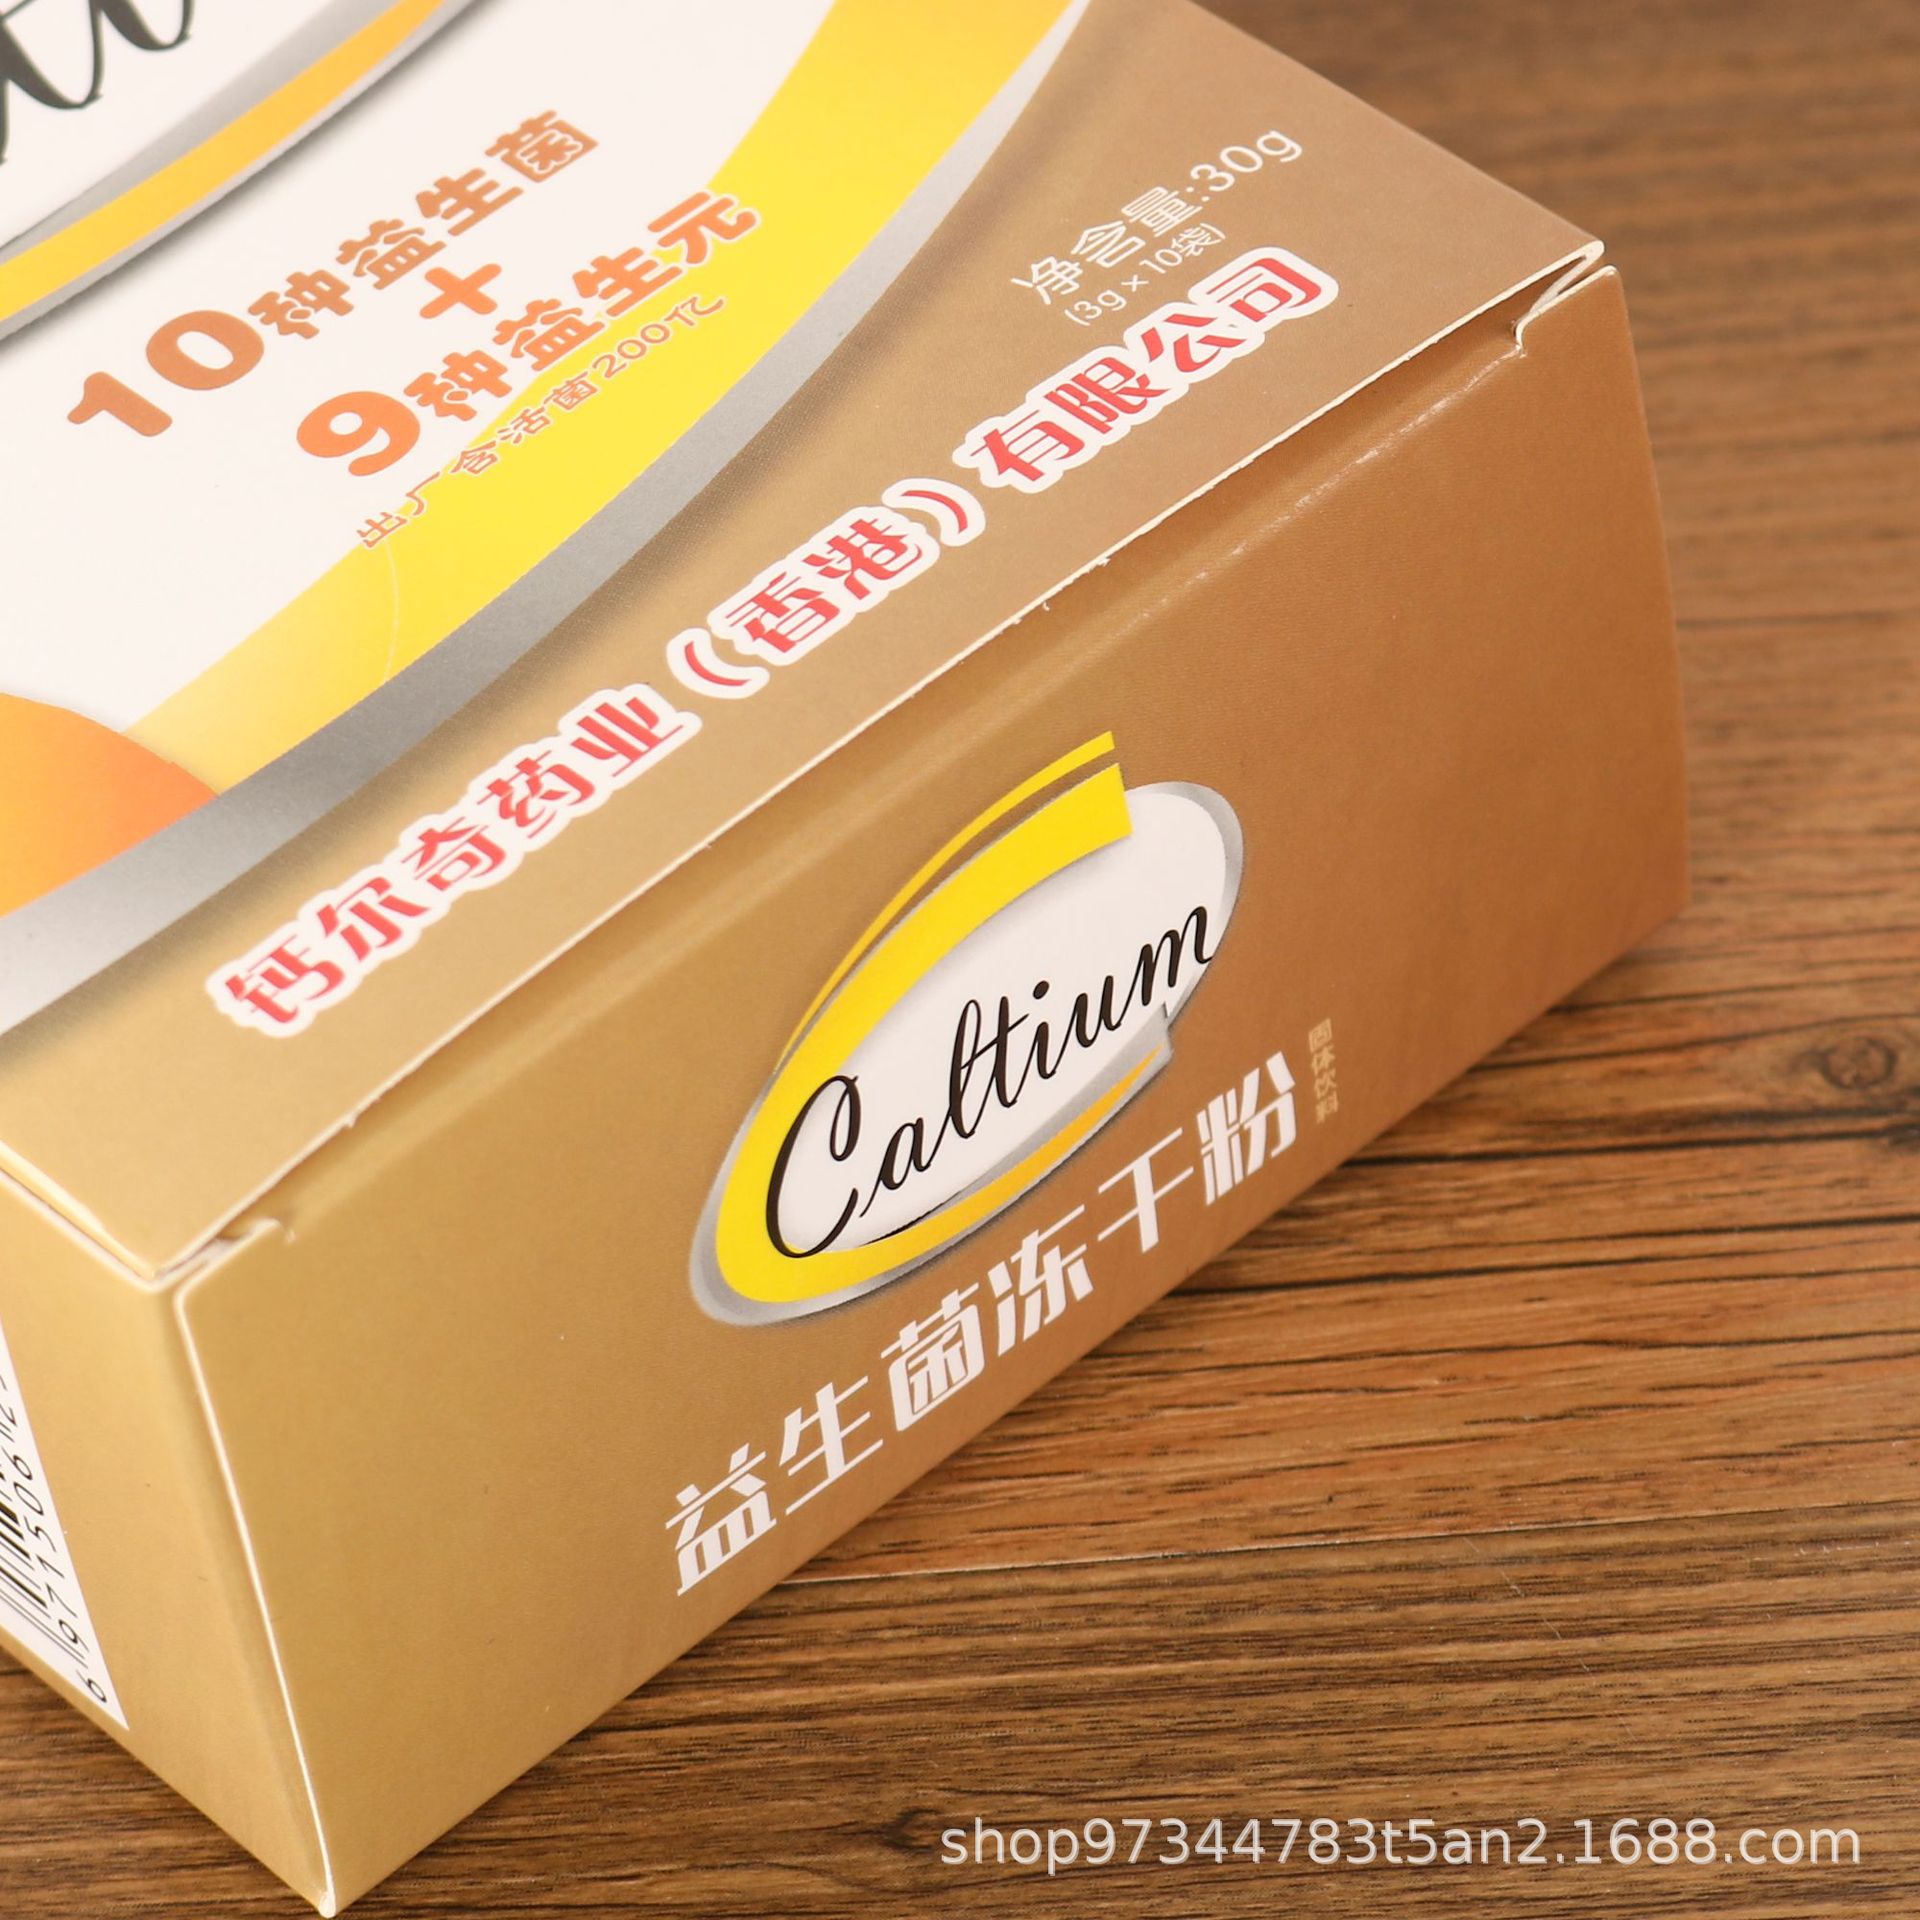 10种益生菌
+
9种益生元
出厂含活菌200亿
净含量:30g
(3g×10袋)
钙尔奇药业（香港）有限公司
Caltium
益生菌冻干粉
固体饮料
shop97344783t5an2.1688.com